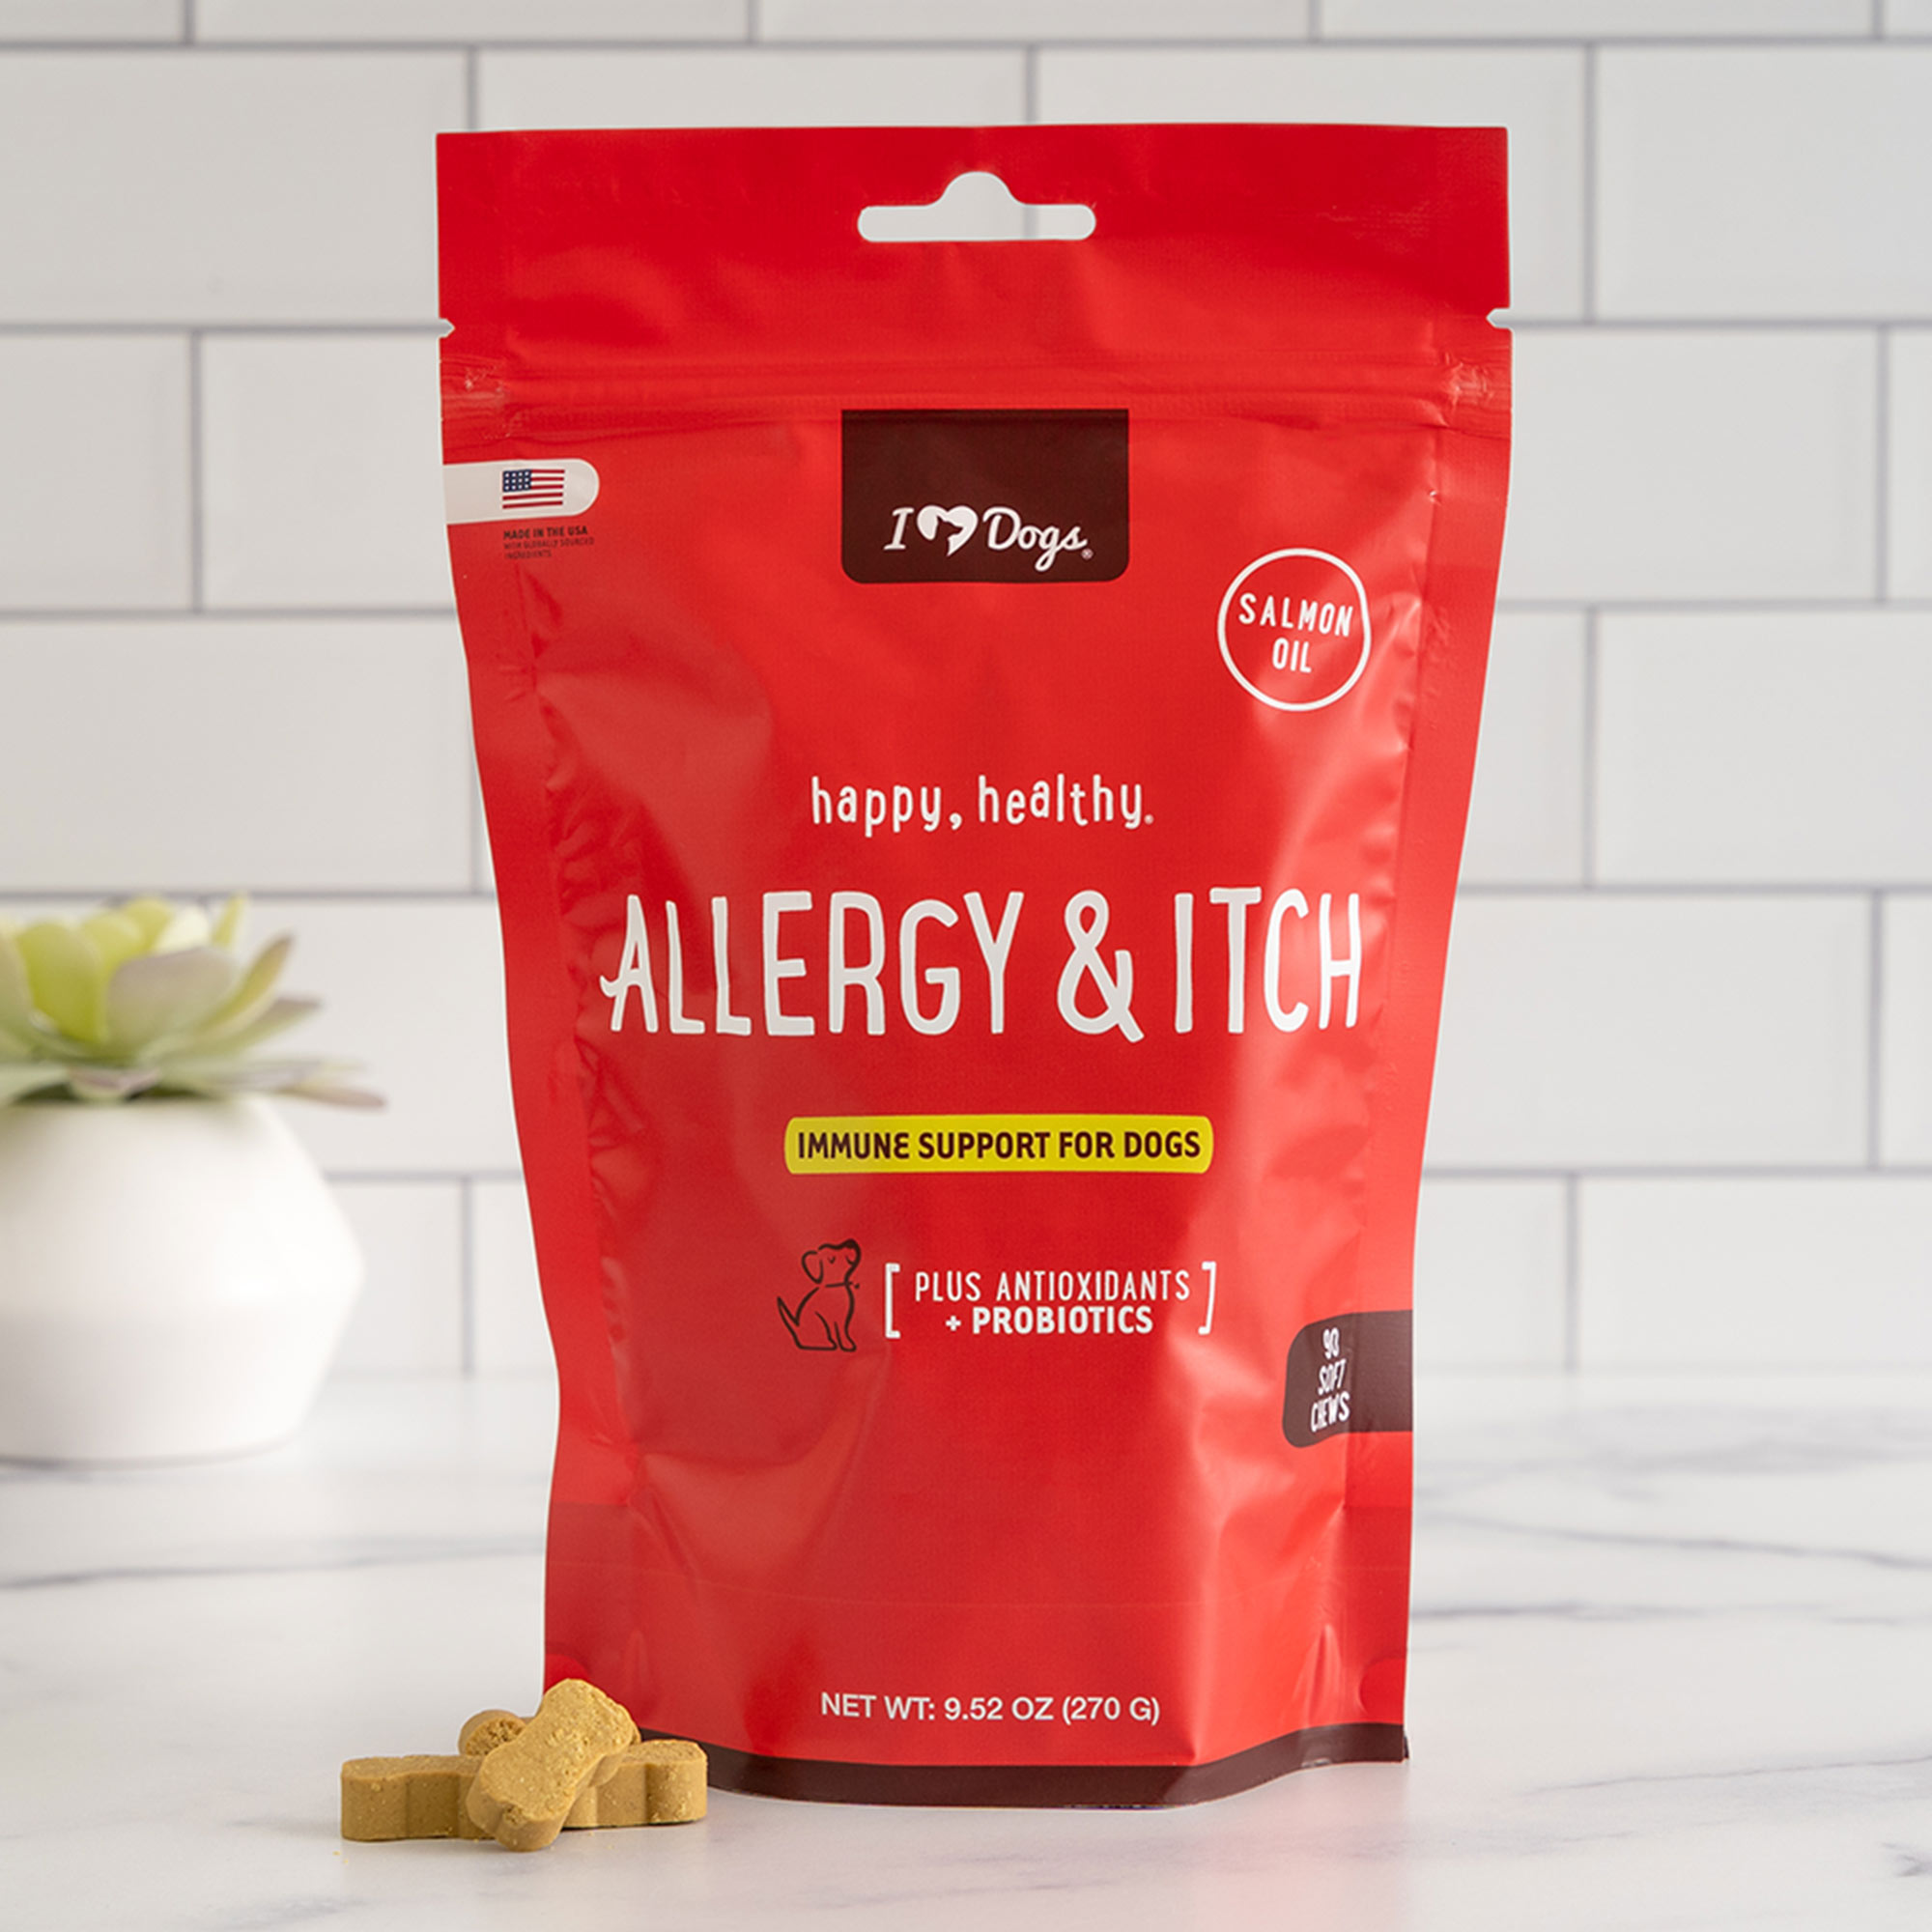 I Dogs®
MADE IN THE USA
WITH GLOBALLY SOURCED
INGREDIENTS
SALMON
OIL
happy, healthy®
ALLERGY & ITCH
IMMUNE SUPPORT FOR DOGS
[ PLUS ANTIOXIDANTS
+ PROBIOTICS ]
90
SOFT
CHEWS
NET WT: 9.52 OZ (270 G)